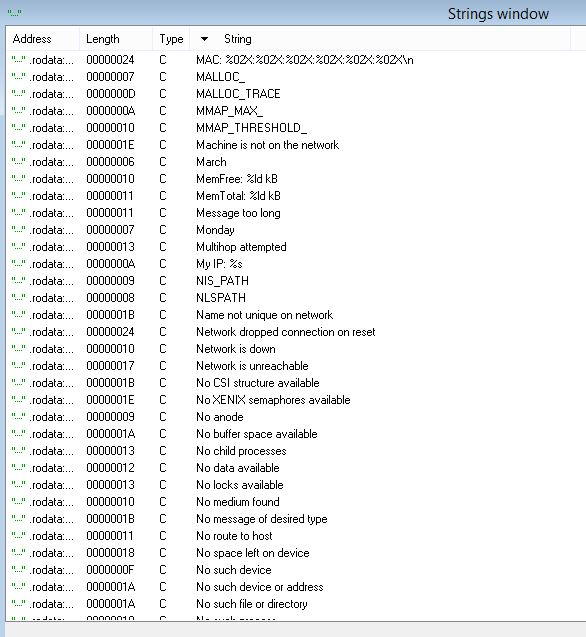 "..." Strings window
Address Length Type String
"..." .rodata:... 00000024 C MAC: %02X:%02X:%02X:%02X:%02X:%02X\n
"..." .rodata:... 00000007 C MALLOC_
"..." .rodata:... 0000000D C MALLOC_TRACE
"..." .rodata:... 0000000A C MMAP_MAX_
"..." .rodata:... 00000010 C MMAP_THRESHOLD_
"..." .rodata:... 0000001E C Machine is not on the network
"..." .rodata:... 00000006 C March
"..." .rodata:... 00000010 C MemFree: %ld kB
"..." .rodata:... 00000011 C MemTotal: %ld kB
"..." .rodata:... 00000011 C Message too long
"..." .rodata:... 00000007 C Monday
"..." .rodata:... 00000013 C Multihop attempted
"..." .rodata:... 0000000A C My IP: %s
"..." .rodata:... 00000009 C NIS_PATH
"..." .rodata:... 00000008 C NLSPATH
"..." .rodata:... 0000001B C Name not unique on network
"..." .rodata:... 00000024 C Network dropped connection on reset
"..." .rodata:... 00000010 C Network is down
"..." .rodata:... 00000017 C Network is unreachable
"..." .rodata:... 0000001B C No CSI structure available
"..." .rodata:... 0000001E C No XENIX semaphores available
"..." .rodata:... 00000009 C No anode
"..." .rodata:... 0000001A C No buffer space available
"..." .rodata:... 00000013 C No child processes
"..." .rodata:... 00000012 C No data available
"..." .rodata:... 00000013 C No locks available
"..." .rodata:... 00000010 C No medium found
"..." .rodata:... 0000001B C No message of desired type
"..." .rodata:... 00000011 C No route to host
"..." .rodata:... 00000018 C No space left on device
"..." .rodata:... 0000000F C No such device
"..." .rodata:... 0000001A C No such device or address
"..." .rodata:... 0000001A C No such file or directory